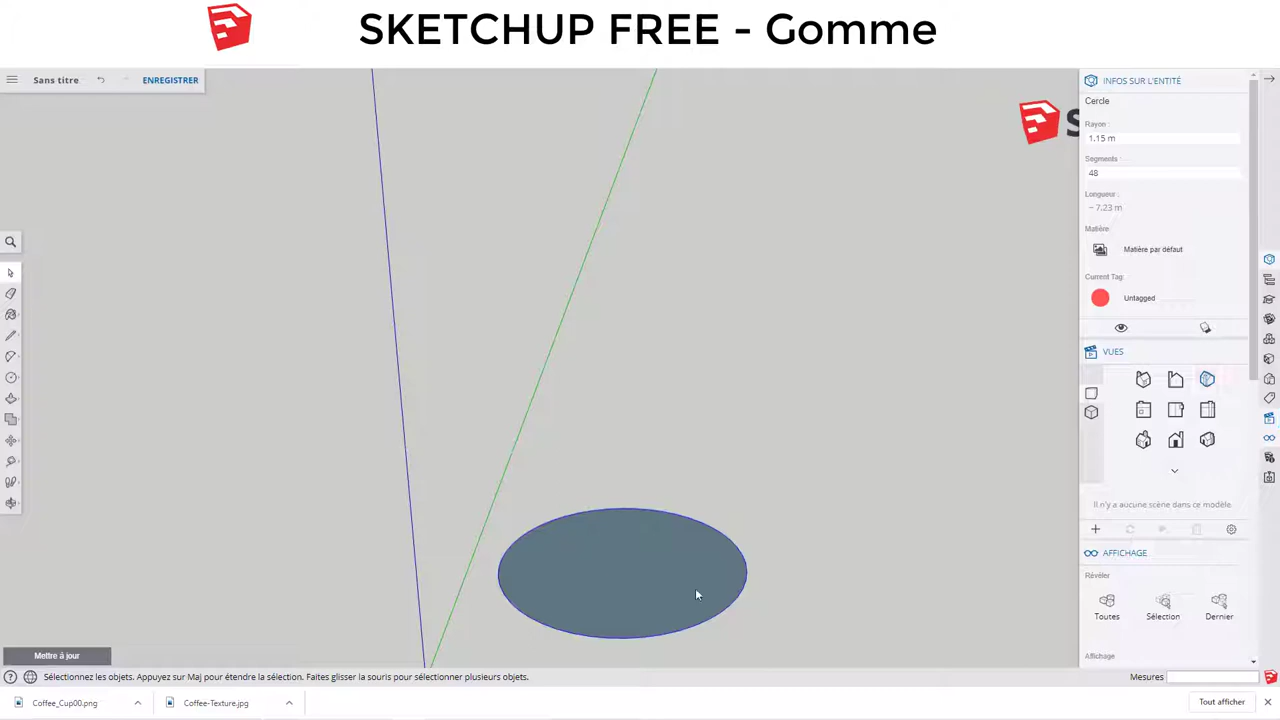 SKETCHUP FREE - Gomme
Sans titre
ENREGISTRER
INFOS SUR L'ENTITÉ
Cercle
Rayon :
1.15 m
Segments :
48
Longueur :
~ 7.23 m
Matière:
Matière par défaut
Current Tag:
Untagged
VUES
Il n'y a aucune scène dans ce modèle
AFFICHAGE
Révéler
Toutes
Sélection
Dernier
Affichage
Mettre à jour
Sélectionnez les objets. Appuyez sur Maj pour étendre la sélection. Faites glisser la souris pour sélectionner plusieurs objets.
Mesures
Coffee_Cup00.png
Coffee-Texture.jpg
Tout afficher